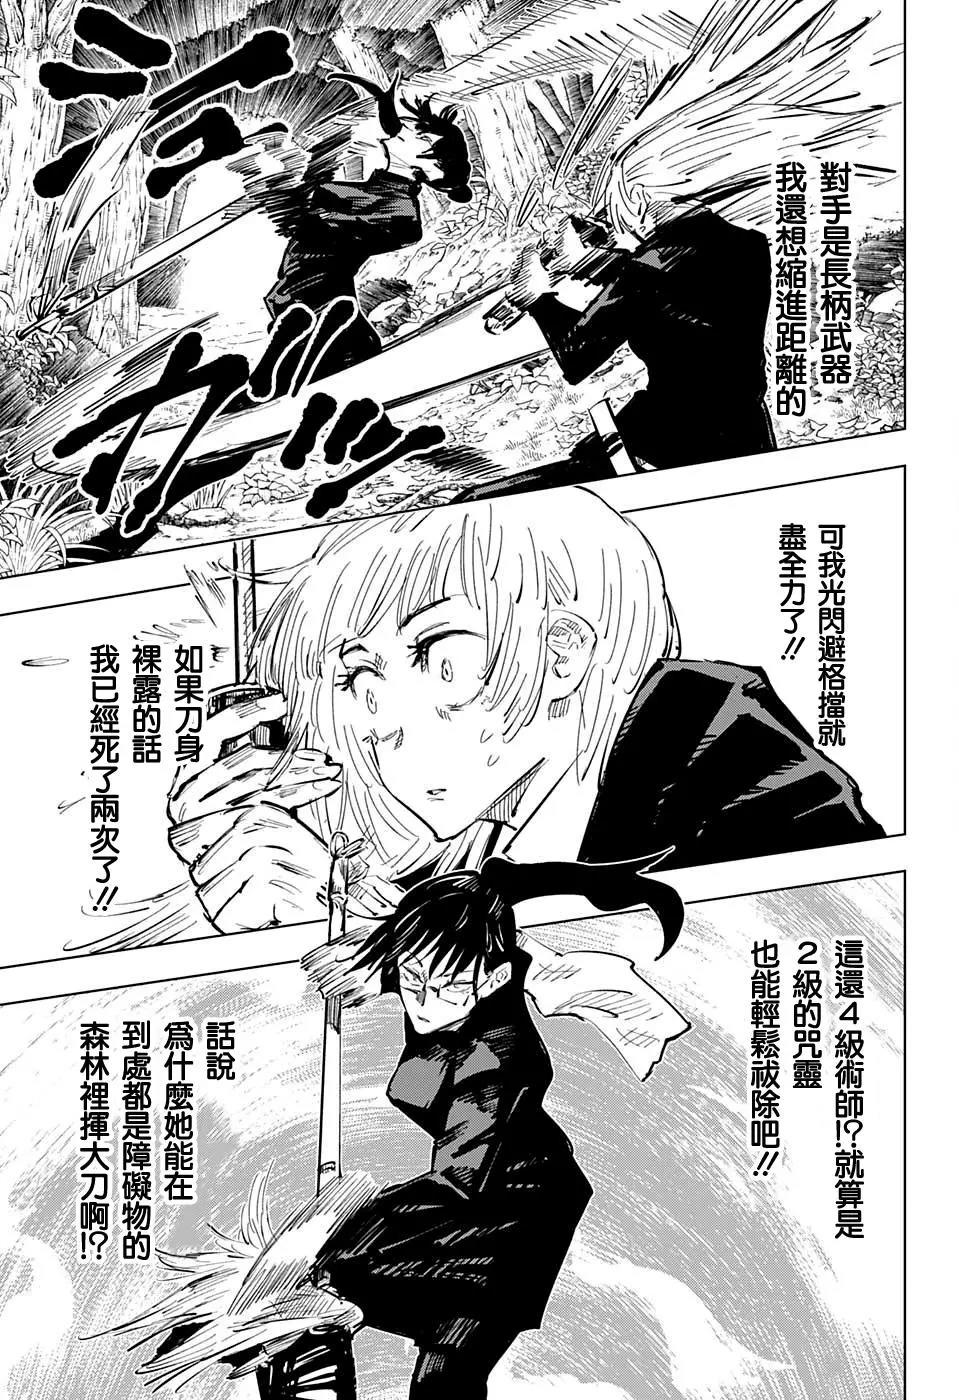 ニュ
對手是長柄武器
我還想縮進距離的
ガッ
可我光閃避格擋就
盡全力了!!
如果刀身
裸露的話
我已經死了兩次了!!
這還4級術師!?就算是
2級的咒靈
也能輕鬆祓除吧!!
話說
爲什麼她能在
到處都是障礙物的
森林裡揮大刀啊!?